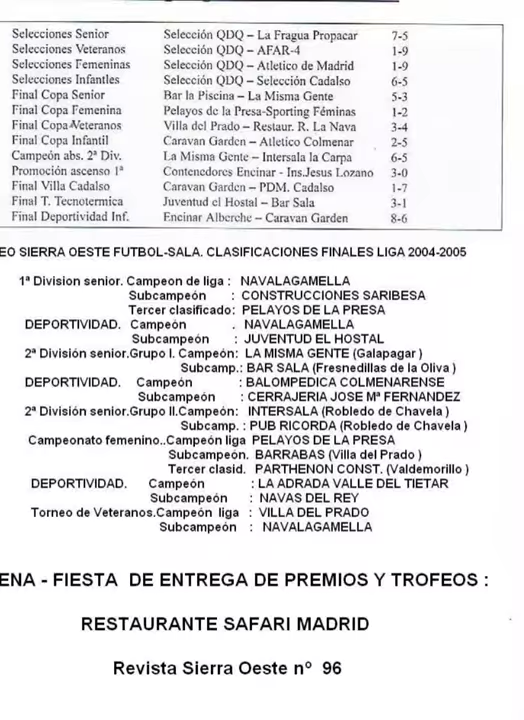 Selecciones Senior Selección QDQ – La Fragua Propacar 7-5
Selecciones Veteranos Selección QDQ – AFAR-4 1-9
Selecciones Femeninas Selección QDQ – Atletico de Madrid 1-9
Selecciones Infantles Selección QDQ – Selección Cadalso 6-5
Final Copa Senior Bar la Piscina – La Misma Gente 5-3
Final Copa Femenina Pelayos de la Presa-Sporting Féminas 1-2
Final Copa Veteranos Villa del Prado – Restaur. R. La Nava 3-4
Final Copa Infantil Caravan Garden – Atletico Colmenar 2-5
Campeón abs. 2ª Div. La Misma Gente – Intersala la Carpa 6-5
Promoción ascenso 1ª Contenedores Encinar - Ins.Jesus Lozano 3-0
Final Villa Cadalso Caravan Garden – PDM. Cadalso 1-7
Final T. Tecnotermica Juventud el Hostal – Bar Sala 3-1
Final Deportividad Inf. Encinar Alberche – Caravan Garden 8-6
EO SIERRA OESTE FUTBOL-SALA. CLASIFICACIONES FINALES LIGA 2004-2005
1ª Division senior. Campeon de liga : NAVALAGAMELLA
Subcampeón : CONSTRUCCIONES SARIBESA
Tercer clasificado: PELAYOS DE LA PRESA
DEPORTIVIDAD. Campeón . NAVALAGAMELLA
Subcampeón : JUVENTUD EL HOSTAL
2ª División senior.Grupo I. Campeón: LA MISMA GENTE (Galapagar )
Subcamp.: BAR SALA (Fresnedillas de la Oliva )
DEPORTIVIDAD. Campeón : BALOMPEDICA COLMENARENSE
Subcampeón : CERRAJERIA JOSE Mª FERNANDEZ
2ª División senior.Grupo II.Campeón: INTERSALA (Robledo de Chavela )
Subcamp. : PUB RICORDA (Robledo de Chavela )
Campeonato femenino..Campeón liga PELAYOS DE LA PRESA
Subcampeón. BARRABAS (Villa del Prado )
Tercer clasid. PARTHENON CONST. (Valdemorillo )
DEPORTIVIDAD. Campeón : LA ADRADA VALLE DEL TIETAR
Subcampeón : NAVAS DEL REY
Torneo de Veteranos.Campeón liga : VILLA DEL PRADO
Subcampeón : NAVALAGAMELLA
ENA - FIESTA DE ENTREGA DE PREMIOS Y TROFEOS :
RESTAURANTE SAFARI MADRID
Revista Sierra Oeste nº 96